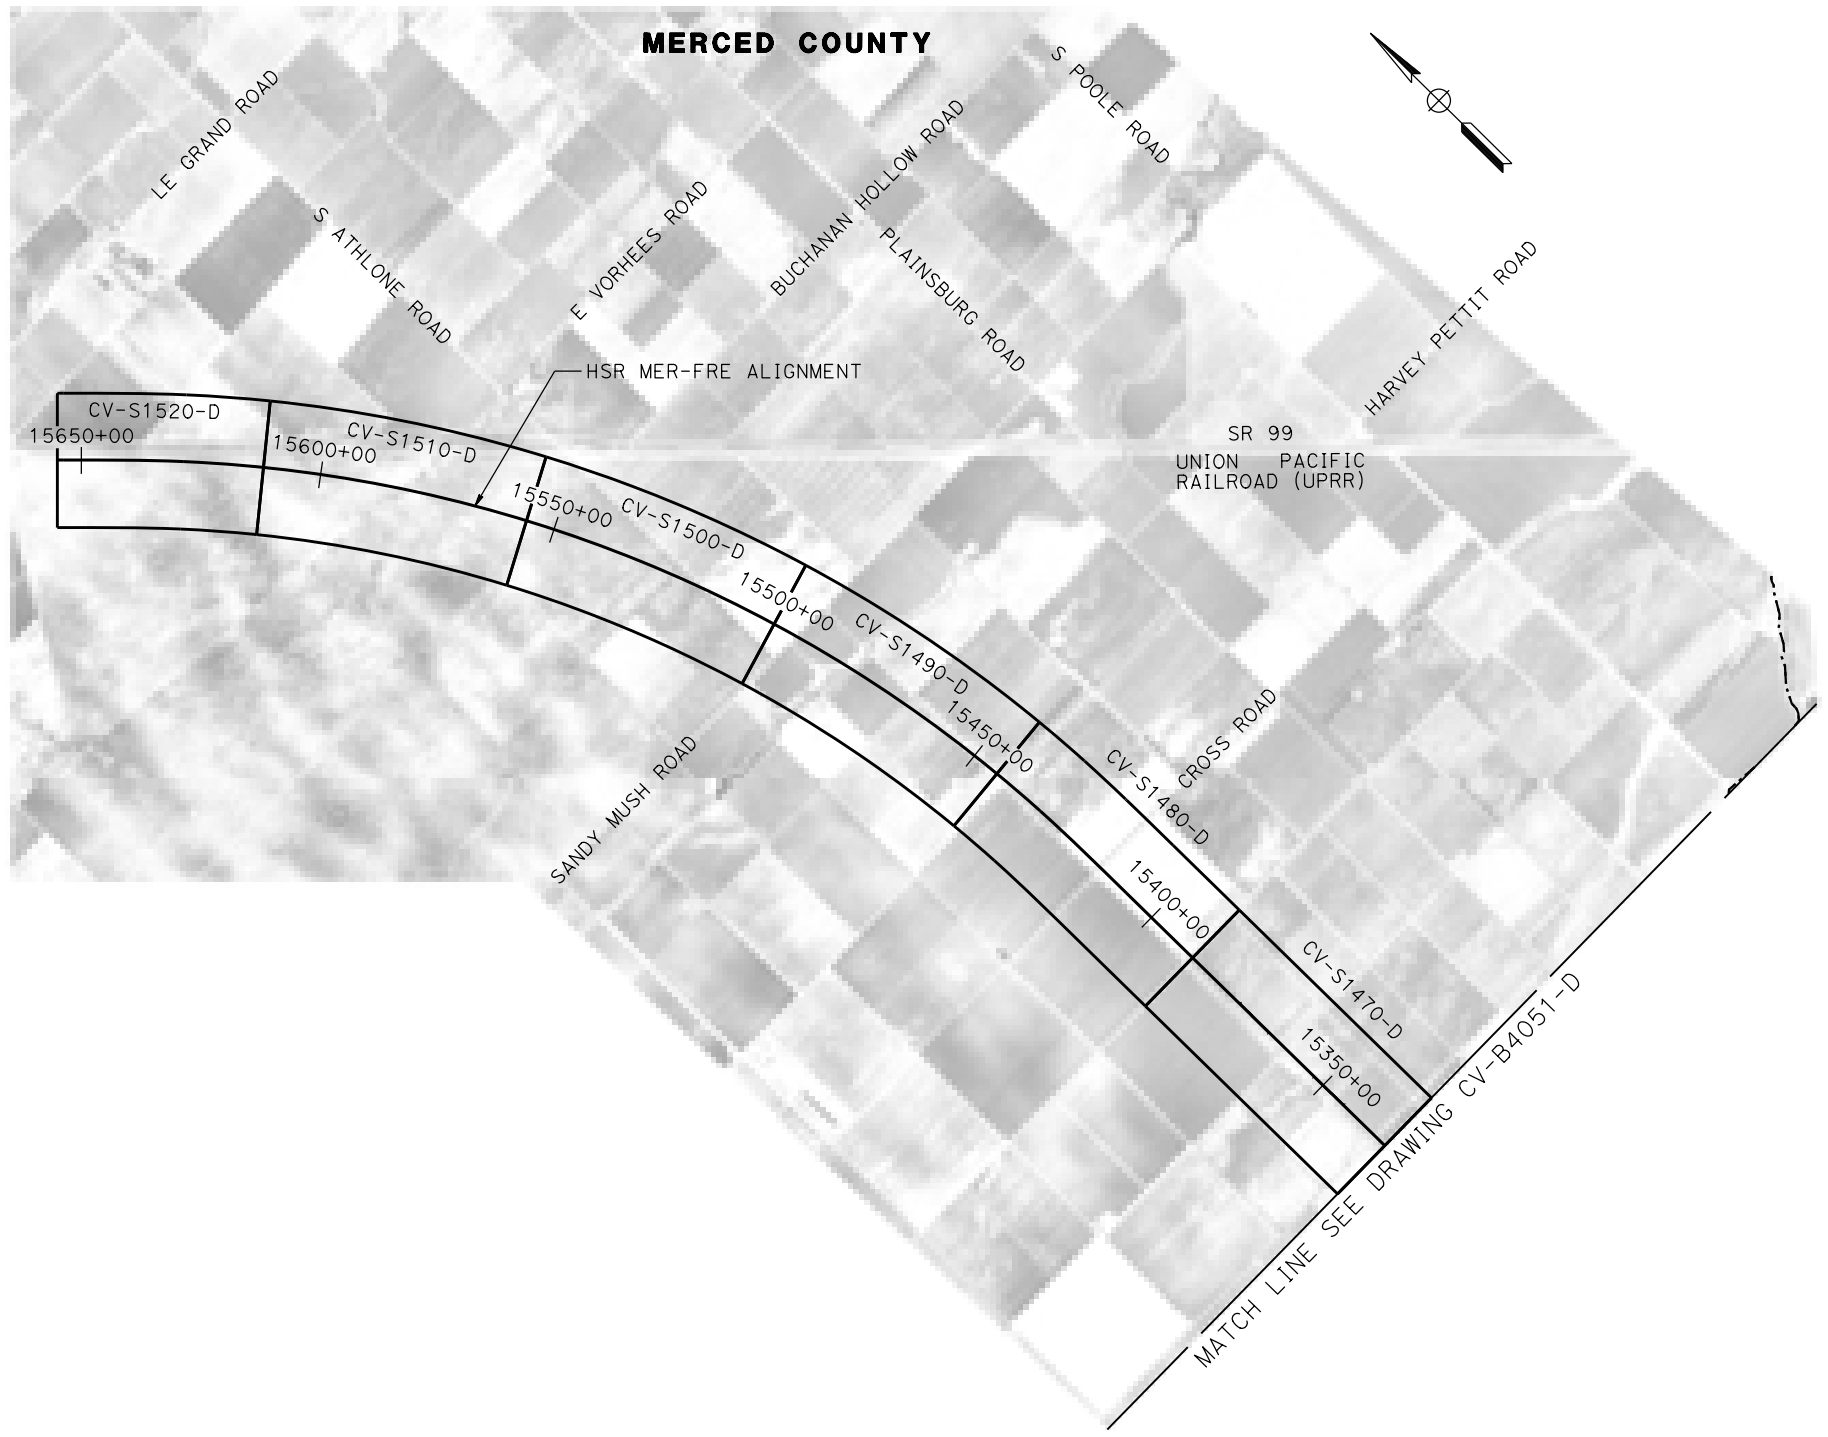 MERCED COUNTY
S POOLE ROAD
LE GRAND ROAD
BUCHANAN HOLLOW ROAD
S ATHLONE ROAD
E VORHEES ROAD
PLAINSBURG ROAD
HARVEY PETTIT ROAD
HSR MER-FRE ALIGNMENT
CV-S1520-D
15650+00
CV-S1510-D
15600+00
SR 99
UNION PACIFIC
RAILROAD (UPRR)
15550+00
CV-S1500-D
15500+00
CV-S1490-D
15450+00
CROSS ROAD
SANDY MUSH ROAD
CV-S1480-D
15400+00
CV-S1470-D
15350+00
MATCH LINE SEE DRAWING CV-B4051-D